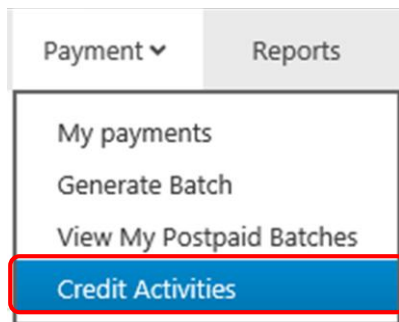 Payment Reports
My payments
Generate Batch
View My Postpaid Batches
Credit Activities